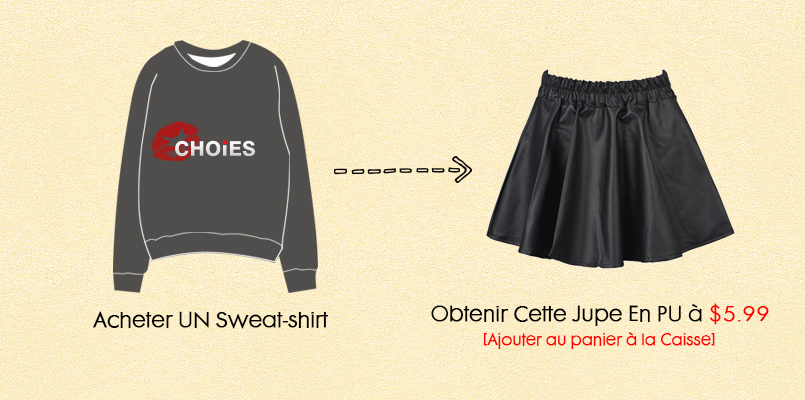 CHOiES
Acheter UN Sweat-shirt
Obtenir Cette Jupe En PU à $5.99
[Ajouter au panier à la Caisse]